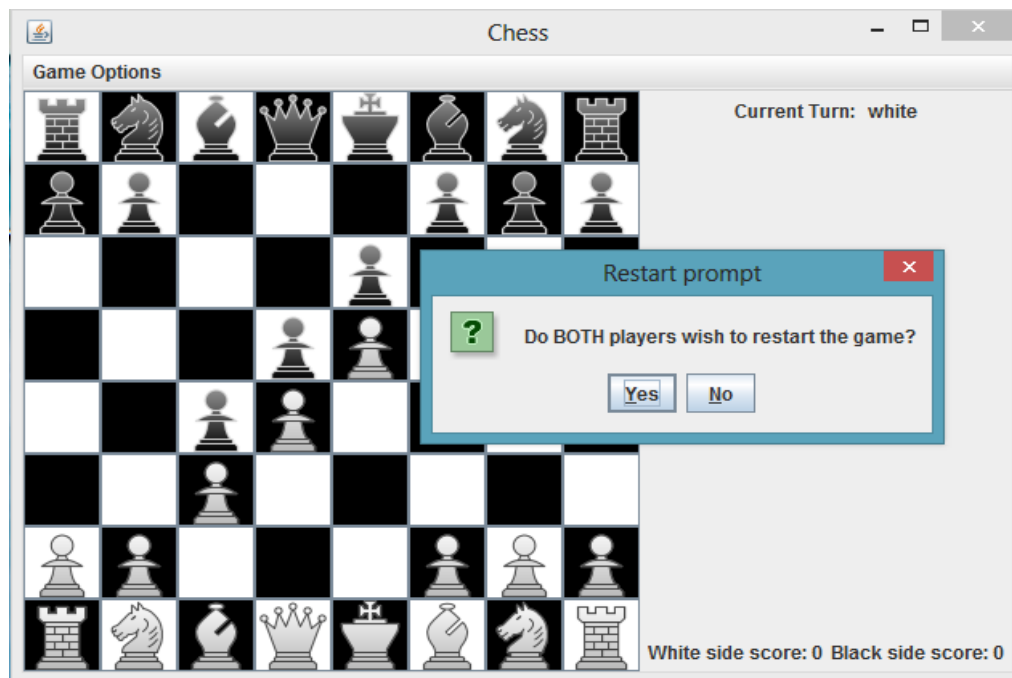 Chess
Game Options
Current Turn: white
Restart prompt
?
Do BOTH players wish to restart the game?
Yes No
White side score: 0 Black side score: 0